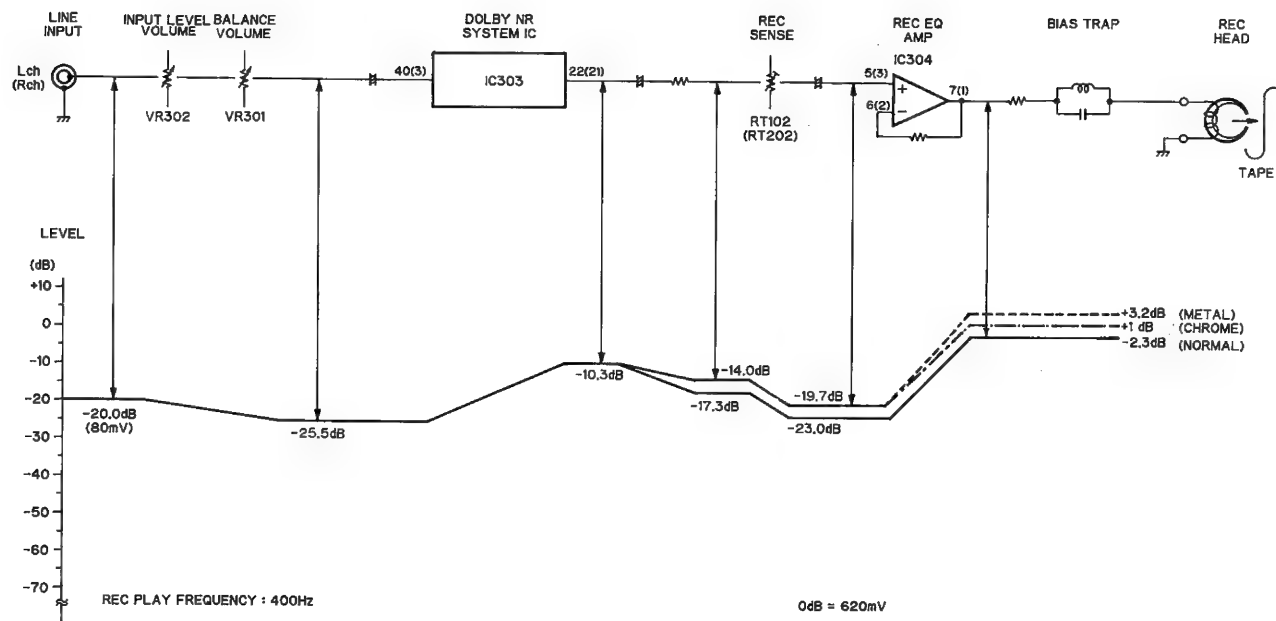 LINE
INPUT
INPUT LEVEL
VOLUME
BALANCE
VOLUME
DOLBY NR
SYSTEM IC
REC
SENSE
REC EQ
AMP
IC304
BIAS TRAP
REC
HEAD
Lch
(Rch)
VR302
VR301
40(3)
IC303
22(21)
RT102
(RT202)
5(3)
+
6(2)
−
7(1)
TAPE
LEVEL
(dB)
+10
0
-10
-20
-30
-40
-50
-60
-70
-20.0dB
(80mV)
-25.5dB
-10.3dB
-14.0dB
-17.3dB
-19.7dB
-23.0dB
+3.2dB (METAL)
+1 dB (CHROME)
-2.3dB (NORMAL)
REC PLAY FREQUENCY : 400Hz
0dB = 620mV